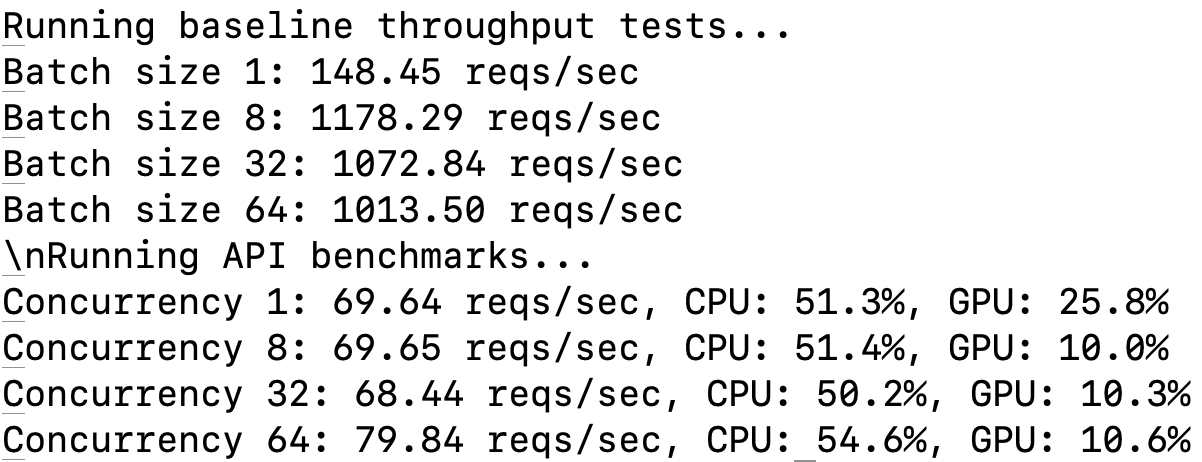 Running baseline throughput tests...
Batch size 1: 148.45 reqs/sec
Batch size 8: 1178.29 reqs/sec
Batch size 32: 1072.84 reqs/sec
Batch size 64: 1013.50 reqs/sec
\nRunning API benchmarks...
Concurrency 1: 69.64 reqs/sec, CPU: 51.3%, GPU: 25.8%
Concurrency 8: 69.65 reqs/sec, CPU: 51.4%, GPU: 10.0%
Concurrency 32: 68.44 reqs/sec, CPU: 50.2%, GPU: 10.3%
Concurrency 64: 79.84 reqs/sec, CPU: 54.6%, GPU: 10.6%